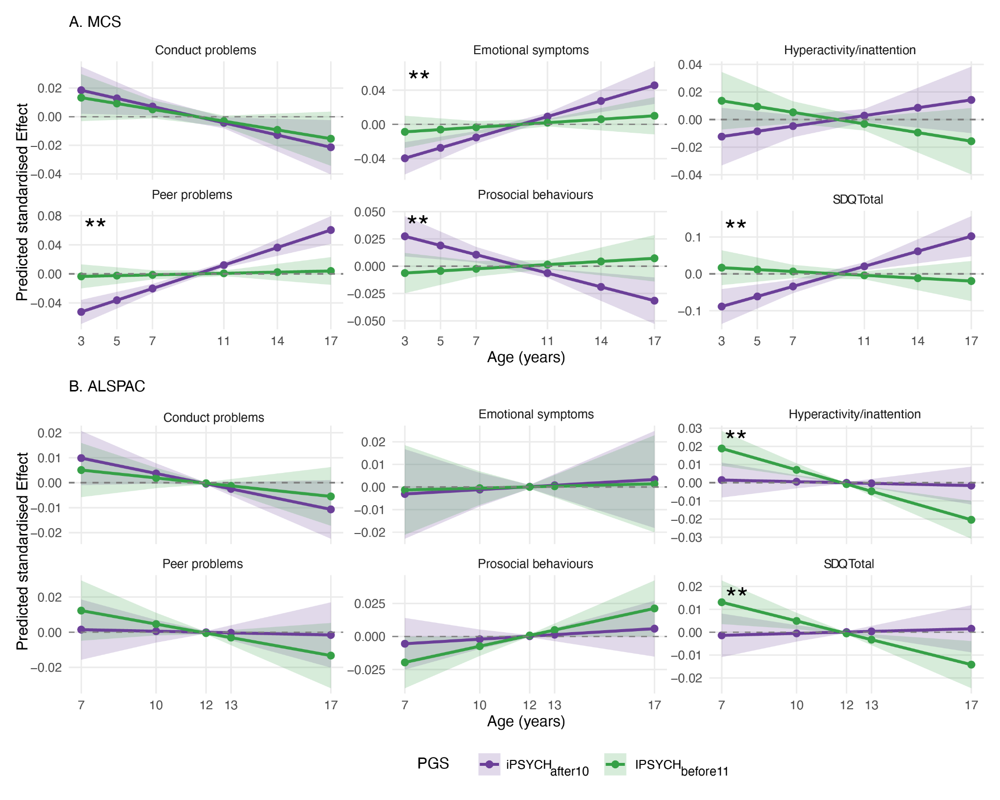 A. MCS
Conduct problems
Emotional symptoms
Hyperactivity/inattention
0.02
0.00
−0.02
−0.04
**
0.04
0.00
−0.04
0.04
0.02
0.00
−0.02
−0.04
Predicted standardised Effect
Peer problems
Prosocial behaviours
SDQTotal
**
0.08
0.04
0.00
−0.04
**
0.050
0.025
0.000
−0.025
−0.050
**
0.1
0.0
−0.1
3 5 7 11 14 17
3 5 7 11 14 17
3 5 7 11 14 17
Age (years)
B. ALSPAC
Conduct problems
Emotional symptoms
Hyperactivity/inattention
0.02
0.01
0.00
−0.01
−0.02
0.02
0.01
0.00
−0.01
−0.02
**
0.03
0.02
0.01
0.00
−0.01
−0.02
−0.03
Predicted standardised Effect
Peer problems
Prosocial behaviours
SDQTotal
0.02
0.00
−0.02
0.025
0.000
−0.025
**
0.02
0.01
0.00
−0.01
−0.02
7 10 12 13 17
7 10 12 13 17
7 10 12 13 17
Age (years)
PGS iPSYCHafter10 IPSYCHbefore11